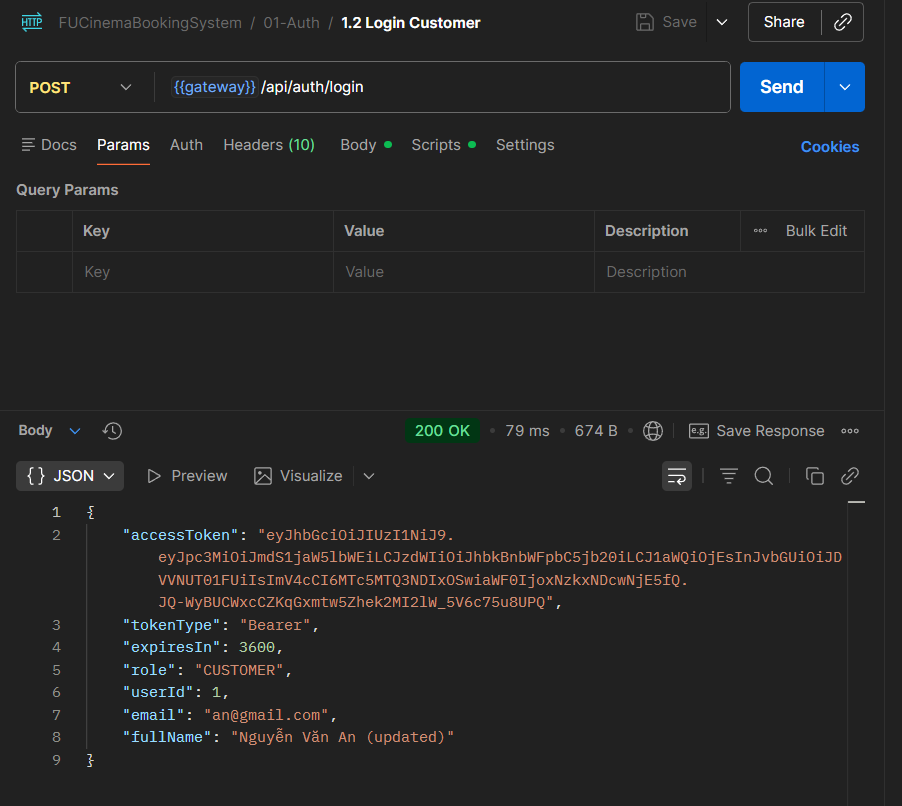 HTTP FUCinemaBookingSystem / 01-Auth / 1.2 Login Customer Save Share
POST {{gateway}} /api/auth/login Send
Docs Params Auth Headers (10) Body Scripts Settings Cookies
Query Params
Key Value Description Bulk Edit
Key Value Description
Body 200 OK 79 ms 674 B e.g. Save Response
{} JSON Preview Visualize
1 {
2 "accessToken": "eyJhbGciOiJIUzI1NiJ9.
eyJpc3MiOiJmdS1jaW5lbWEiLCJzdWIiOiJhbkBnbWFpbC5jb20iLCJ1aWQiOjEsInJvbGUiOiJD
VVNUT01FUiIsImV4cCI6MTc5MTQ3NDIxOSwiaWF0IjoxNzkxNDcwNjE5fQ.
JQ-WyBUCWxcCZKqGxmtw5Zhek2MI2lW_5V6c75u8UPQ",
3 "tokenType": "Bearer",
4 "expiresIn": 3600,
5 "role": "CUSTOMER",
6 "userId": 1,
7 "email": "an@gmail.com",
8 "fullName": "Nguyễn Văn An (updated)"
9 }